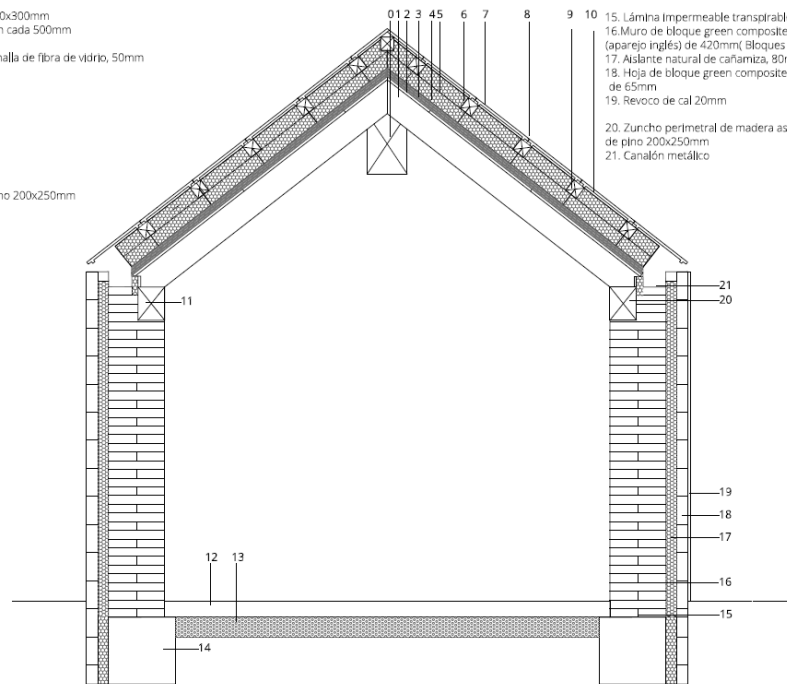 0x300mm
n cada 500mm
malla de fibra de vidrio, 50mm
no 200x250mm
0 1 2 3 4 5 6 7 8 9 10
15. Lámina impermeable transpirable
16.Muro de bloque green composite
(aparejo inglés) de 420mm( Bloques
17. Aislante natural de cañamiza, 80
18. Hoja de bloque green composite
de 65mm
19. Revoco de cal 20mm
20. Zuncho perimetral de madera as
de pino 200x250mm
21. Canalón metálico
21
11
20
19
18
17
12 13
16
15
14